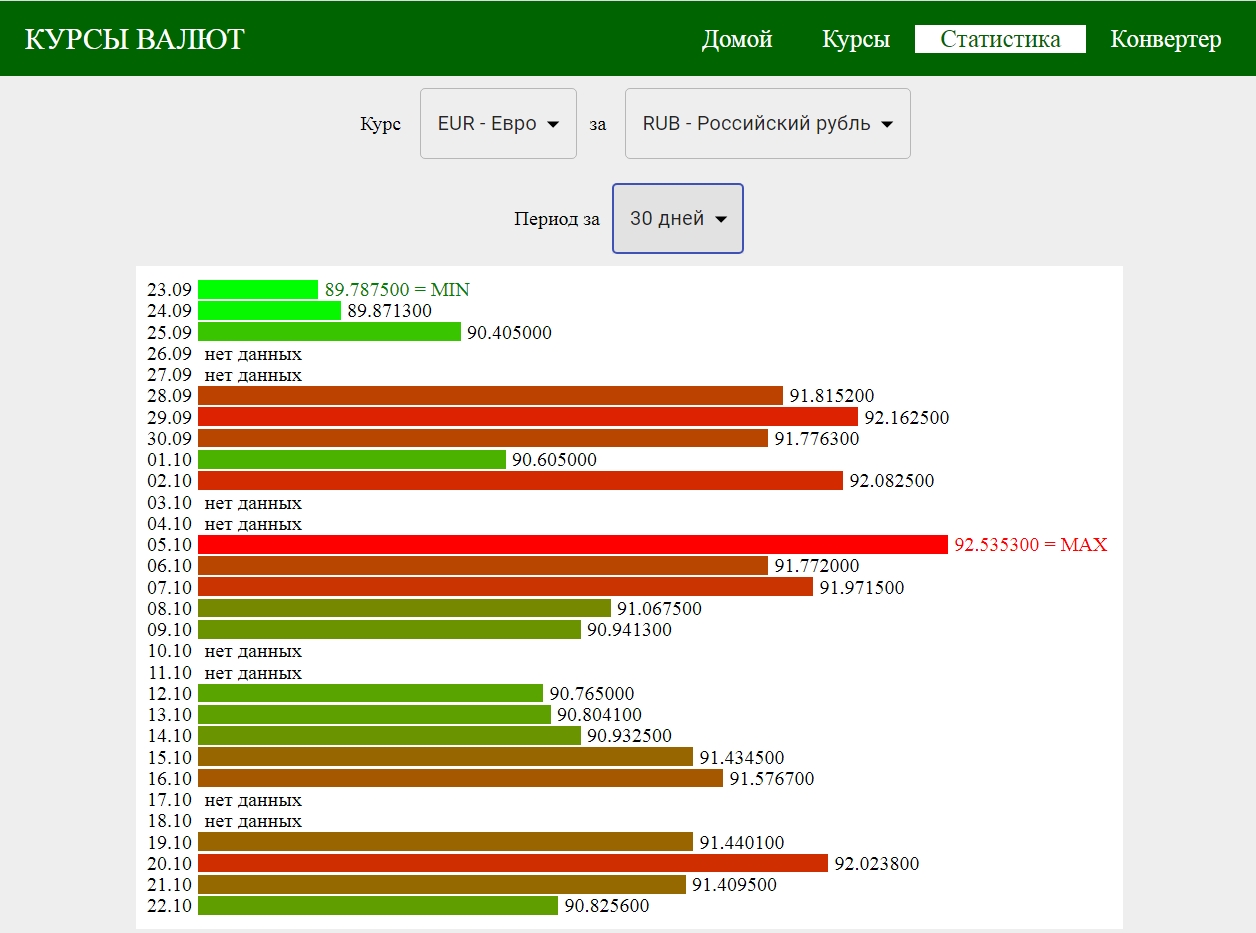 КУРСЫ ВАЛЮТ Домой Курсы Статистика Конвертер
Курс EUR - Евро за RUB - Российский рубль
Период за 30 дней
23.09 89.787500 = MIN
24.09 89.871300
25.09 90.405000
26.09 нет данных
27.09 нет данных
28.09 91.815200
29.09 92.162500
30.09 91.776300
01.10 90.605000
02.10 92.082500
03.10 нет данных
04.10 нет данных
05.10 92.535300 = MAX
06.10 91.772000
07.10 91.971500
08.10 91.067500
09.10 90.941300
10.10 нет данных
11.10 нет данных
12.10 90.765000
13.10 90.804100
14.10 90.932500
15.10 91.434500
16.10 91.576700
17.10 нет данных
18.10 нет данных
19.10 91.440100
20.10 92.023800
21.10 91.409500
22.10 90.825600